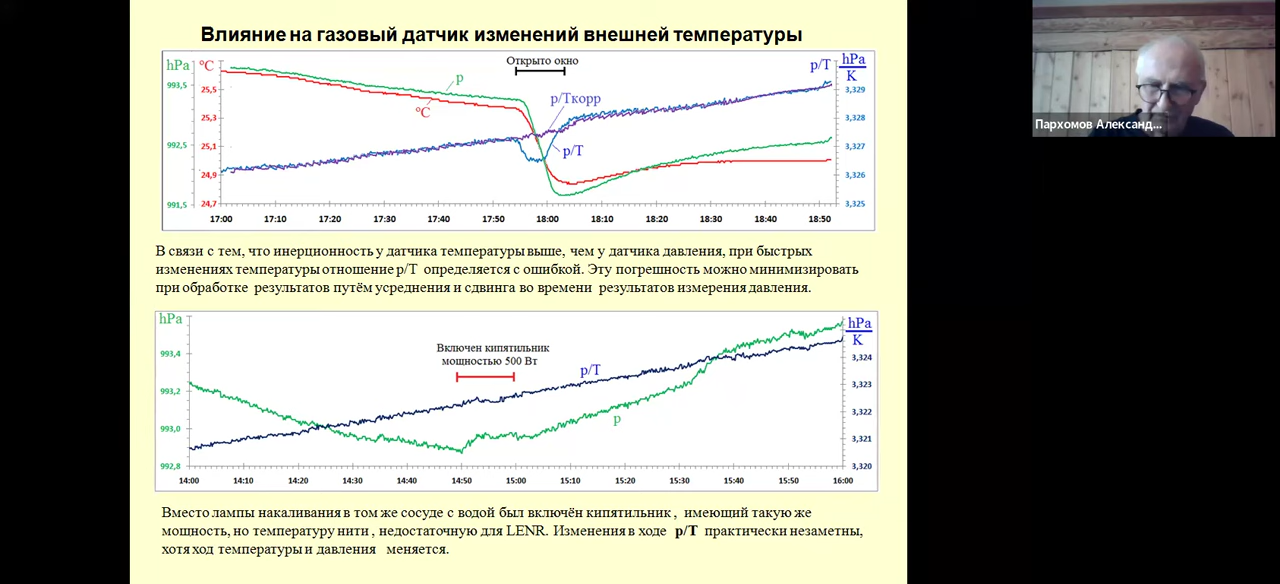 Влияние на газовый датчик изменений внешней температуры
hPa °C Открыто окно p/T hPa/K
993,5
992,5
991,5
25,5
25,3
25,1
24,9
24,7
p
°C
p/Tкорр
p/T
3,329
3,328
3,327
3,326
3,325
17:00 17:10 17:20 17:30 17:40 17:50 18:00 18:10 18:20 18:30 18:40 18:50
Пархомов Александ...
В связи с тем, что инерционность у датчика температуры выше, чем у датчика давления, при быстрых
изменениях температуры отношение p/T определяется с ошибкой. Эту погрешность можно минимизировать
при обработке результатов путём усреднения и сдвига во времени результатов измерения давления.
hPa
hPa/K
993,4
993,2
993,0
992,8
Включен кипятильник
мощностью 500 Вт
p/T
p
3,324
3,323
3,322
3,321
3,320
14:00 14:10 14:20 14:30 14:40 14:50 15:00 15:10 15:20 15:30 15:40 15:50 16:00
Вместо лампы накаливания в том же сосуде с водой был включён кипятильник , имеющий такую же
мощность, но температуру нити , недостаточную для LENR. Изменения в ходе p/T практически незаметны,
хотя ход температуры и давления меняется.